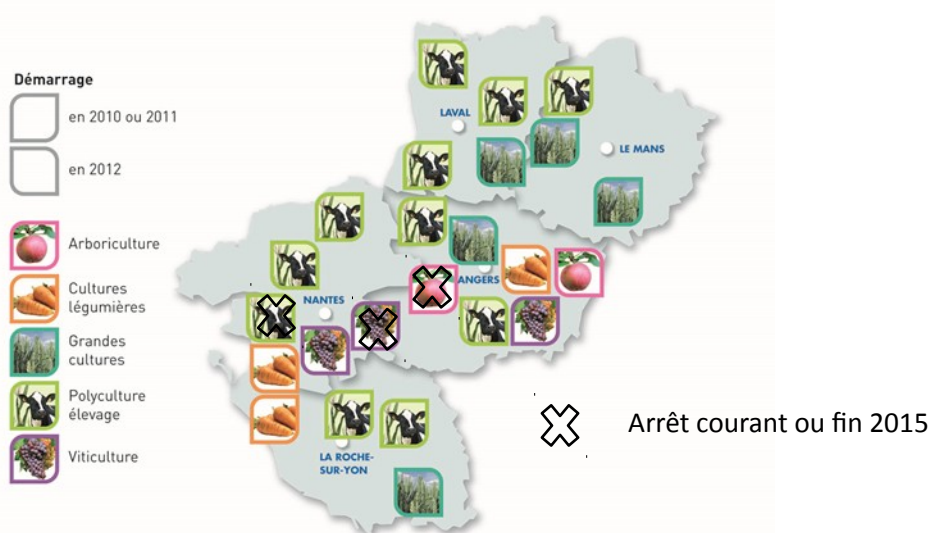 Démarrage
en 2010 ou 2011
en 2012
Arboriculture
Cultures
légumières
Grandes
cultures
Polyculture
élevage
Viticulture
LAVAL
LE MANS
ANGERS
NANTES
LA ROCHE-
SUR-YON
Arrêt courant ou fin 2015